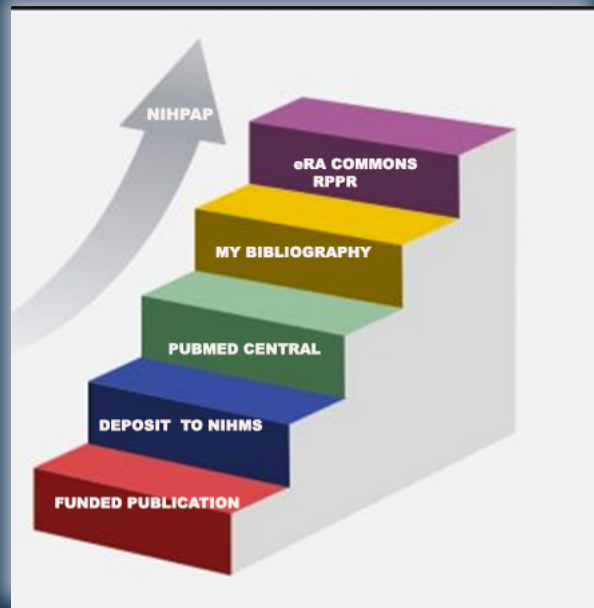 NIHPAP
eRA COMMONS
RPPR
MY BIBLIOGRAPHY
PUBMED CENTRAL
DEPOSIT TO NIHMS
FUNDED PUBLICATION